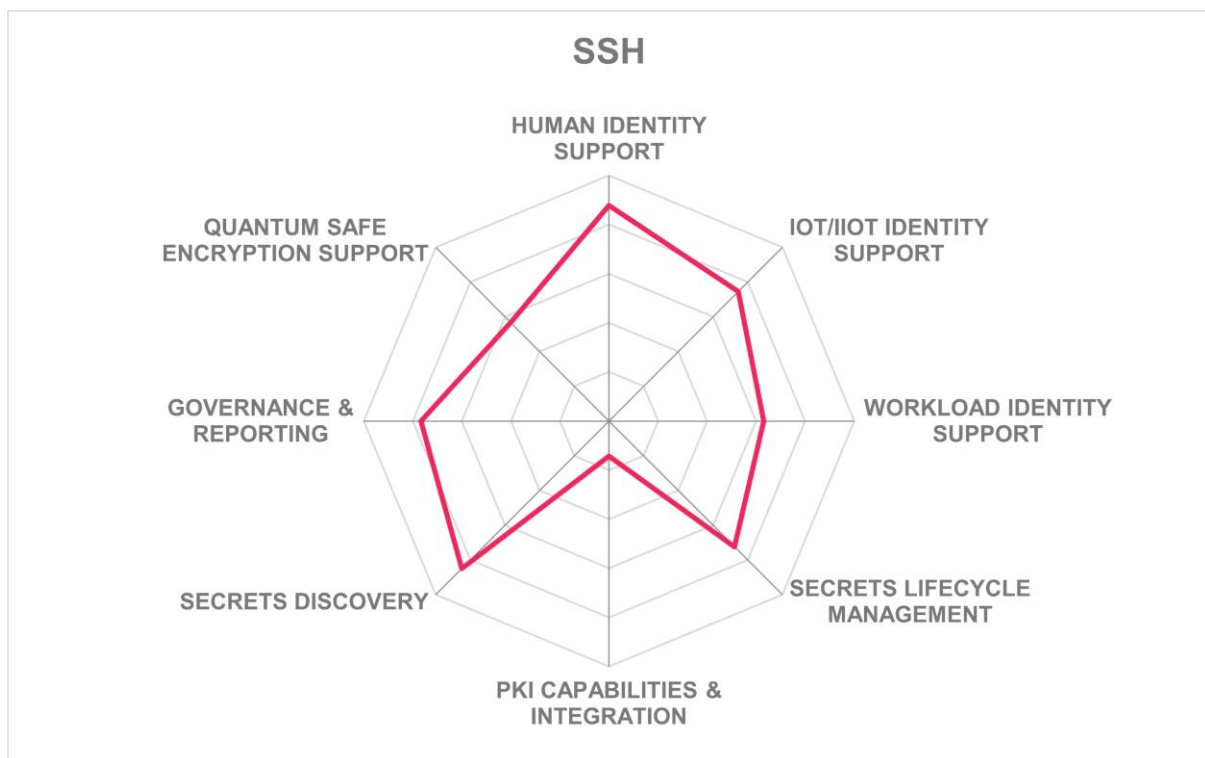 SSH
HUMAN IDENTITY
SUPPORT
QUANTUM SAFE
ENCRYPTION SUPPORT
IOT/IIOT IDENTITY
SUPPORT
GOVERNANCE &
REPORTING
WORKLOAD IDENTITY
SUPPORT
SECRETS DISCOVERY
SECRETS LIFECYCLE
MANAGEMENT
PKI CAPABILITIES &
INTEGRATION